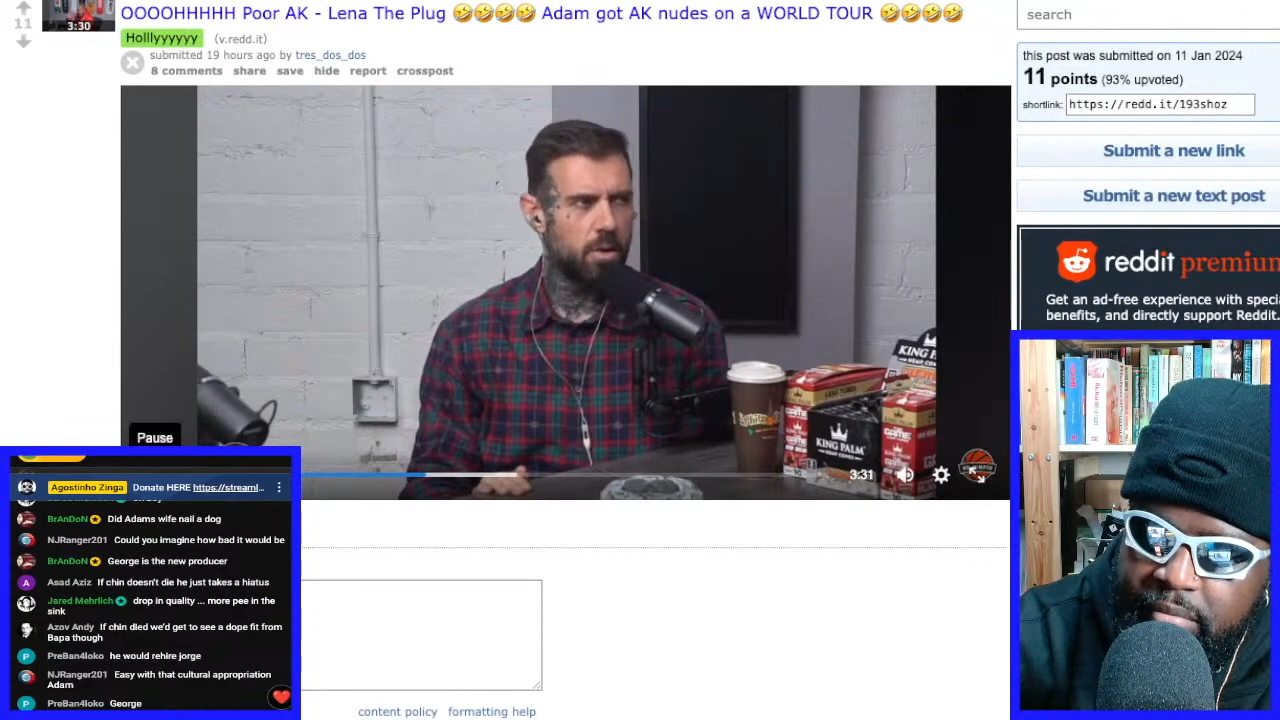 OOOOHHHHH Poor AK - Lena The Plug 🤣🤣🤣🤣 Adam got AK nudes on a WORLD TOUR 🤣🤣🤣🤣
3:30
11
Holllyyyyyy (v.redd.it)
submitted 19 hours ago by tres_dos_dos
8 comments share save hide report crosspost
search
this post was submitted on 11 Jan 2024
11 points (93% upvoted)
shortlink: https://redd.it/193shoz
Submit a new link
Submit a new text post
reddit premium
Get an ad-free experience with specia
benefits, and directly support Reddit.
KING PALM
GAME
KING PALM
GAME
Pause
3:31
Agostinho Zinga Donate HERE https://streaml...
BrAnDoN Did Adams wife nail a dog
NJRanger201 Could you imagine how bad it would be
BrAnDoN George is the new producer
Asad Aziz If chin doesn't die he just takes a hiatus
Jared Mehrlich drop in quality ... more pee in the
sink
Azov Andy If chin died we'd get to see a dope fit from
Bapa though
PreBan4loko he would rehire jorge
NJRanger201 Easy with that cultural appropriation
Adam
PreBan4loko George
content policy formatting help